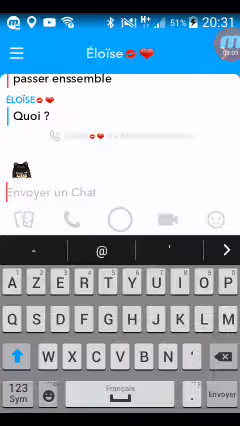 51% 20:31
Éloïse💋❤
passer enssemble
ÉLOÏSE💋❤
Quoi ?
Envoyer un Chat
- @ '
A Z E R T Y U I O P
Q S D F G H J K L M
W X C V B N '
123
Sym
Français
.
Envoyer